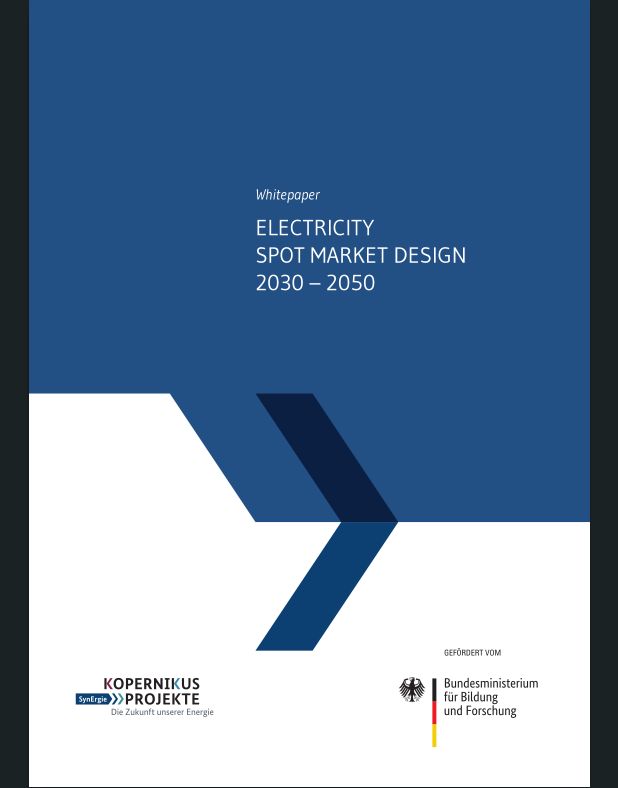 Whitepaper
ELECTRICITY
SPOT MARKET DESIGN
2030 – 2050
GEFÖRDERT VOM
KOPERNIKUS
SynErgie
PROJEKTE
Die Zukunft unserer Energie
Bundesministerium
für Bildung
und Forschung